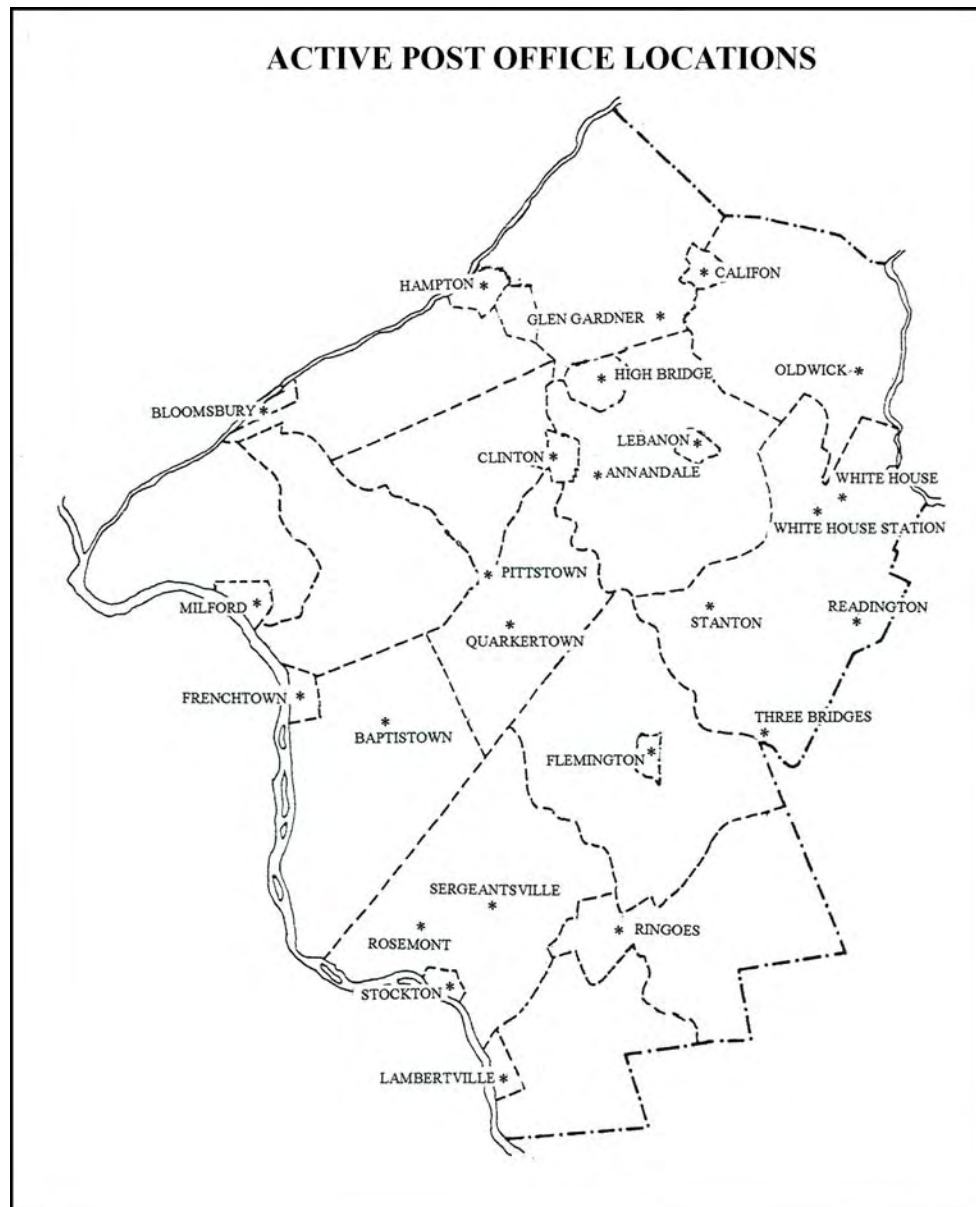 ACTIVE POST OFFICE LOCATIONS
HAMPTON
CALIFON
GLEN GARDNER
OLDWICK
HIGH BRIDGE
BLOOMSBURY
LEBANON
CLINTON
ANNANDALE
WHITE HOUSE
WHITE HOUSE STATION
PITTSTOWN
MILFORD
STANTON
READINGTON
QUARKERTOWN
FRENCHTOWN
BAPTISTOWN
THREE BRIDGES
FLEMINGTON
SERGEANTSVILLE
ROSEMONT
RINGOES
STOCKTON
LAMBERTVILLE